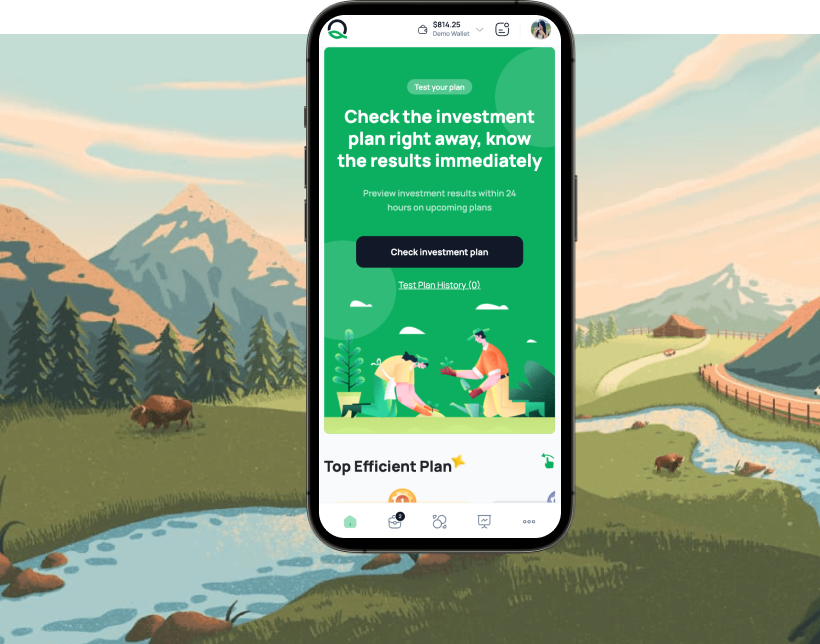 $814.25
Demo Wallet
Test your plan
Check the investment
plan right away, know
the results immediately
Preview investment results within 24
hours on upcoming plans
Check investment plan
Test Plan History (0)
Top Efficient Plan